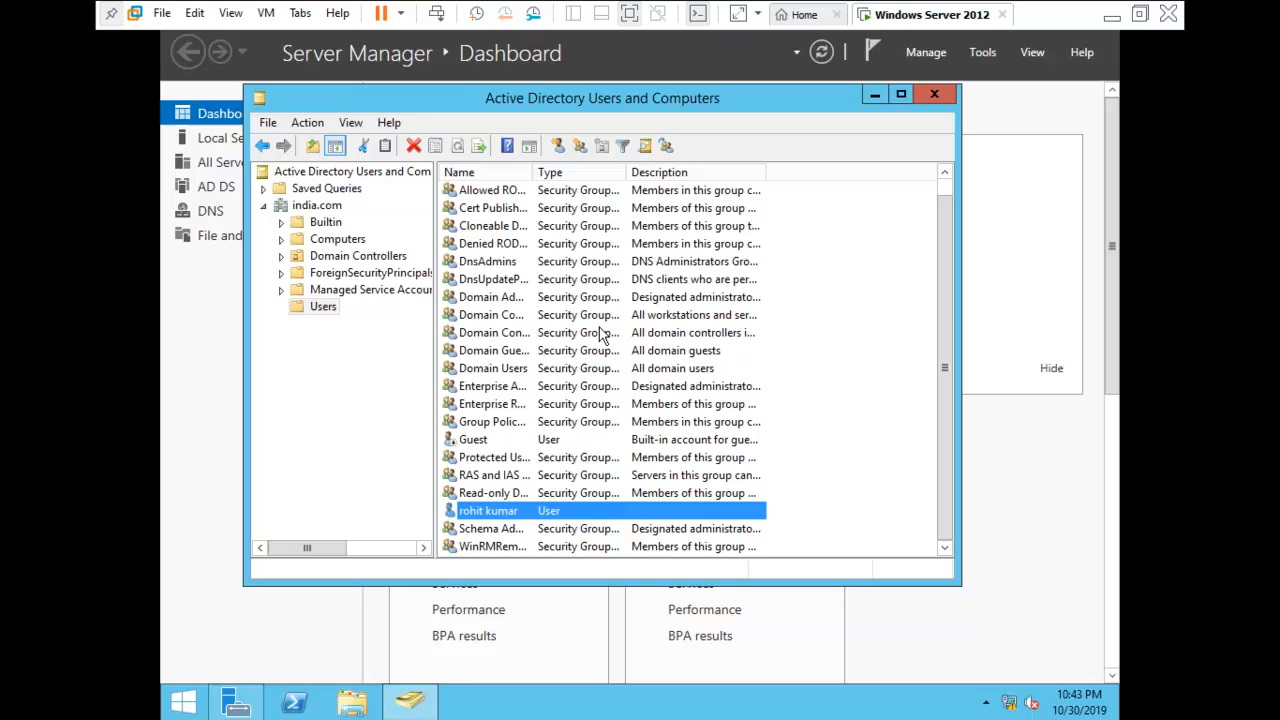 File Edit View VM Tabs Help Home Windows Server 2012
Server Manager Dashboard Manage Tools View Help
Dashbo
Local Se
All Serve
AD DS
DNS
File and
Active Directory Users and Computers
File Action View Help
Active Directory Users and Com
Saved Queries
india.com
Builtin
Computers
Domain Controllers
ForeignSecurityPrincipals
Managed Service Accour
Users
Name Type Description
Allowed RO... Security Group... Members in this group c...
Cert Publish... Security Group... Members of this group ...
Cloneable D... Security Group... Members of this group t...
Denied ROD... Security Group... Members in this group c...
DnsAdmins Security Group... DNS Administrators Gro...
DnsUpdateP... Security Group... DNS clients who are per...
Domain Ad... Security Group... Designated administrato...
Domain Co... Security Group... All workstations and ser...
Domain Con... Security Group... All domain controllers i...
Domain Gue... Security Group... All domain guests
Domain Users Security Group... All domain users
Enterprise A... Security Group... Designated administrato...
Enterprise R... Security Group... Members of this group ...
Group Polic... Security Group... Members in this group c...
Guest User Built-in account for gue...
Protected Us... Security Group... Members of this group ...
RAS and IAS ... Security Group... Servers in this group can...
Read-only D... Security Group... Members of this group ...
rohit kumar User
Schema Ad... Security Group... Designated administrato...
WinRMRem... Security Group... Members of this group ...
Hide
Performance Performance
BPA results BPA results
10:43 PM
10/30/2019